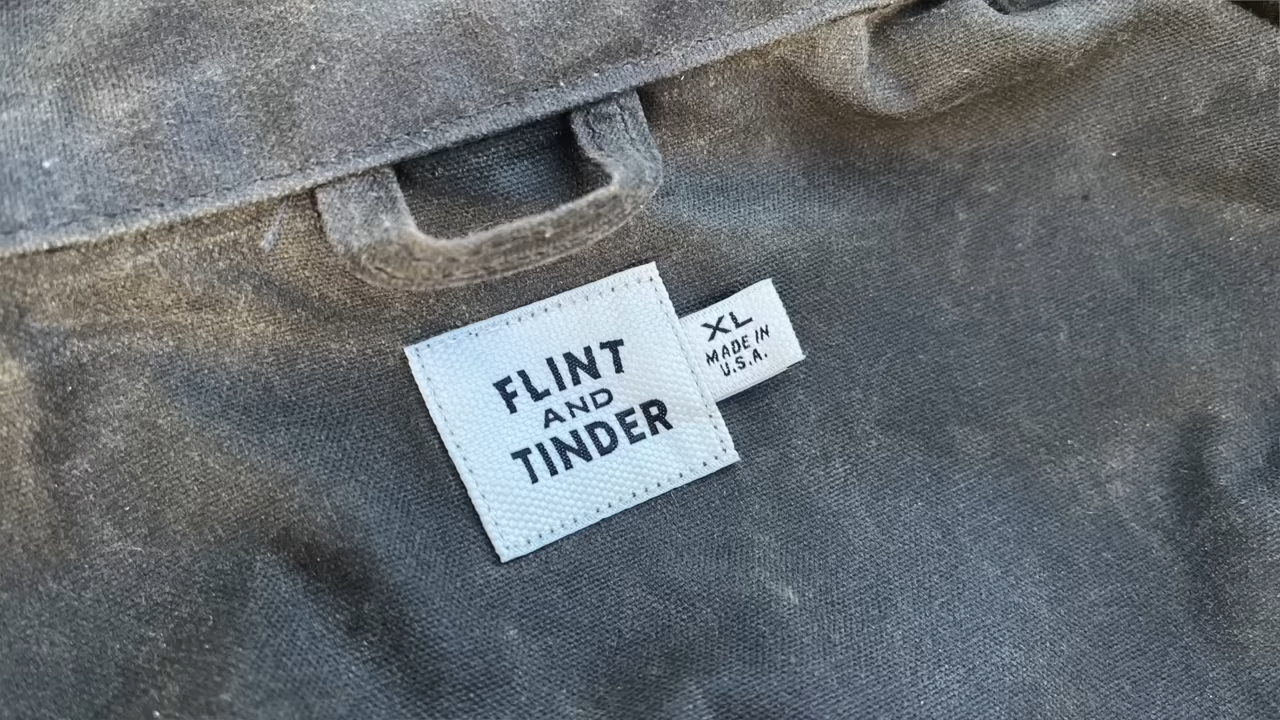 FLINT
AND
TINDER
XL
MADE IN
U.S.A.